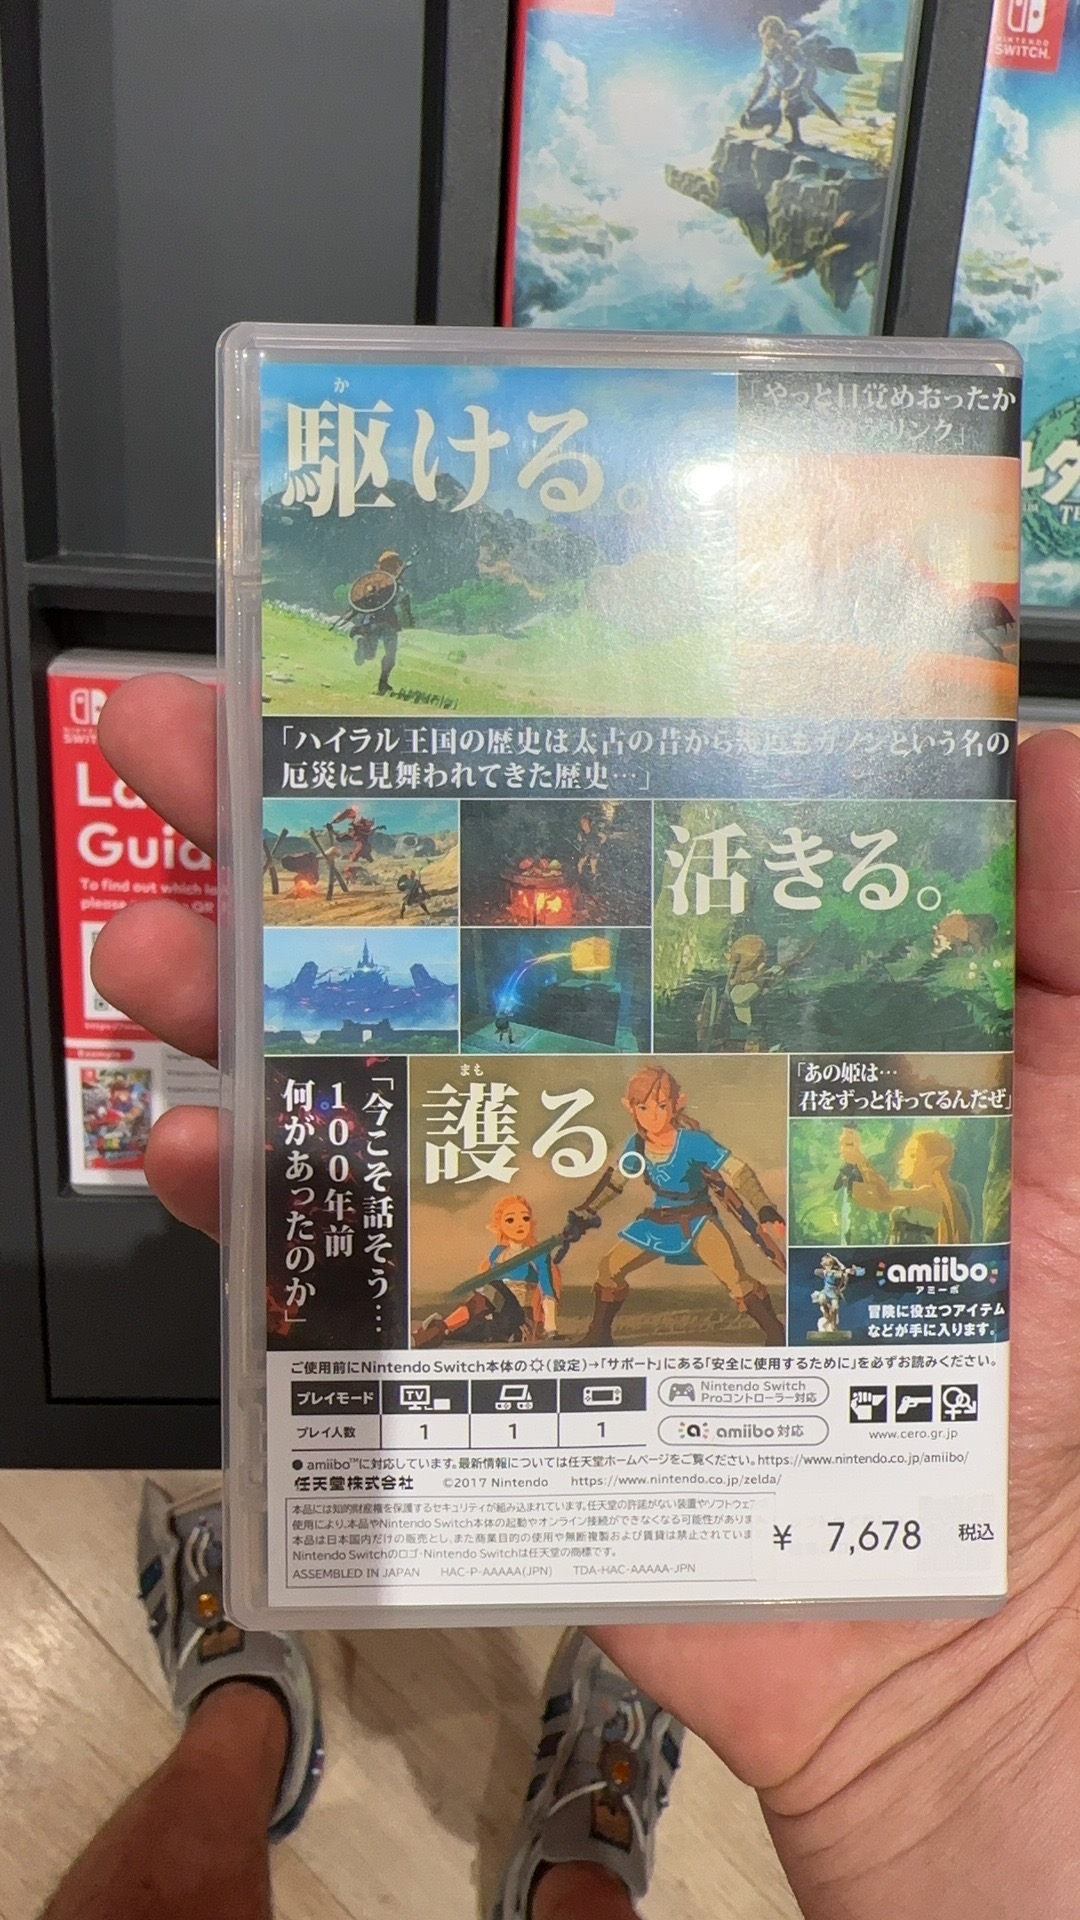 NINTENDO
SWITCH.
か
駆ける。
「やっと目覚めおったか
リンク」
「ハイラル王国の歴史は太古の昔から という名の
厄災に見舞われてきた歴史…」
活きる。
「今こそ話そう…
100年前
何があったのか」
まも
護る。
「あの姫は…
君をずっと待ってるんだぜ」
amiibo
アミーボ
冒険に役立つアイテム
などが手に入ります。
ご使用前にNintendo Switch本体の(設定)→「サポート」にある「安全に使用するために」を必ずお読みください。
プレイモード TV
プレイ人数 1 1 1
Nintendo Switch
Proコントローラー対応
amiibo 対応
www.cero.gr.jp
● amiibo™に対応しています。最新情報については任天堂ホームページをご覧ください。https://www.nintendo.co.jp/amiibo/
任天堂株式会社 ©2017 Nintendo https://www.nintendo.co.jp/zelda/
本品には知的財産権を保護するセキュリティが組み込まれています。任天堂の許諾がない装置やソフトウェ
使用により、本品やNintendo Switch本体の起動やオンライン接続ができなくなる可能性がありま
本品は日本国内だけの販売とし、また商業目的の使用や無断複製および賃貸は禁止されていま
Nintendo Switchのロゴ・Nintendo Switchは任天堂の商標です。
ASSEMBLED IN JAPAN HAC-P-AAAAA(JPN) TDA-HAC-AAAAA-JPN
¥ 7,678 税込
La
Guid
To find out which la
please
Example